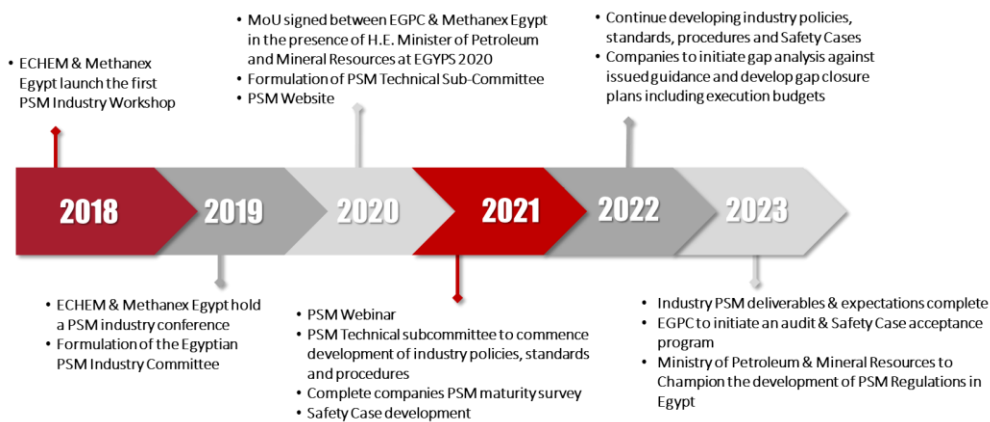 • ECHEM & Methanex
Egypt launch the first
PSM Industry Workshop
• MoU signed between EGPC & Methanex Egypt
in the presence of H.E. Minister of Petroleum
and Mineral Resources at EGYPS 2020
• Formulation of PSM Technical Sub-Committee
• PSM Website
• Continue developing industry policies,
standards, procedures and Safety Cases
• Companies to initiate gap analysis against
issued guidance and develop gap closure
plans including execution budgets
2018
2019
2020
2021
2022
2023
• ECHEM & Methanex Egypt hold
a PSM industry conference
• Formulation of the Egyptian
PSM Industry Committee
• PSM Webinar
• PSM Technical subcommittee to commence
development of industry policies, standards
and procedures
• Complete companies PSM maturity survey
• Safety Case development
• Industry PSM deliverables & expectations complete
• EGPC to initiate an audit & Safety Case acceptance
program
• Ministry of Petroleum & Mineral Resources to
Champion the development of PSM Regulations in
Egypt